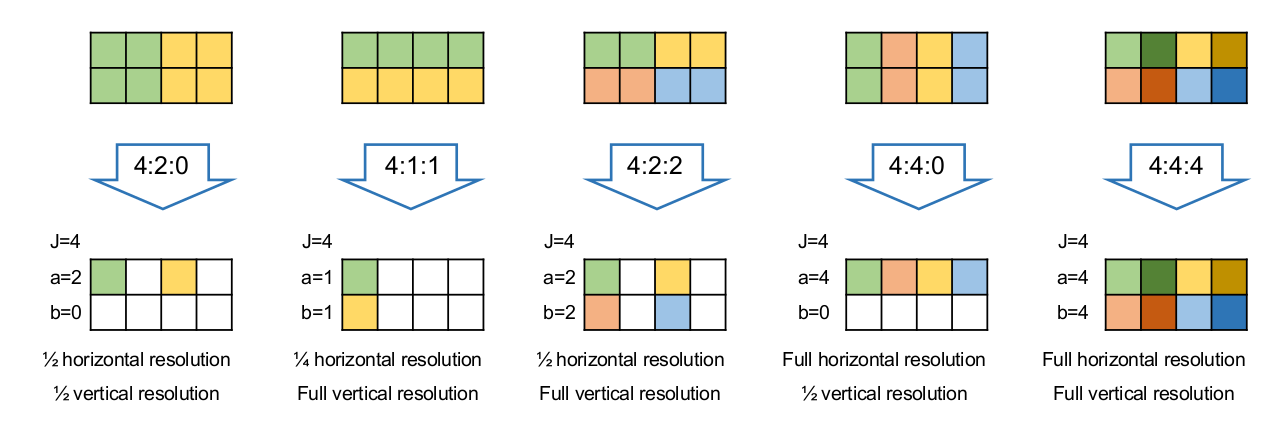 4:2:0
4:1:1
4:2:2
4:4:0
4:4:4
J=4
J=4
J=4
J=4
J=4
a=2
a=1
a=2
a=4
a=4
b=0
b=1
b=2
b=0
b=4
½ horizontal resolution
¼ horizontal resolution
½ horizontal resolution
Full horizontal resolution
Full horizontal resolution
½ vertical resolution
Full vertical resolution
Full vertical resolution
½ vertical resolution
Full vertical resolution